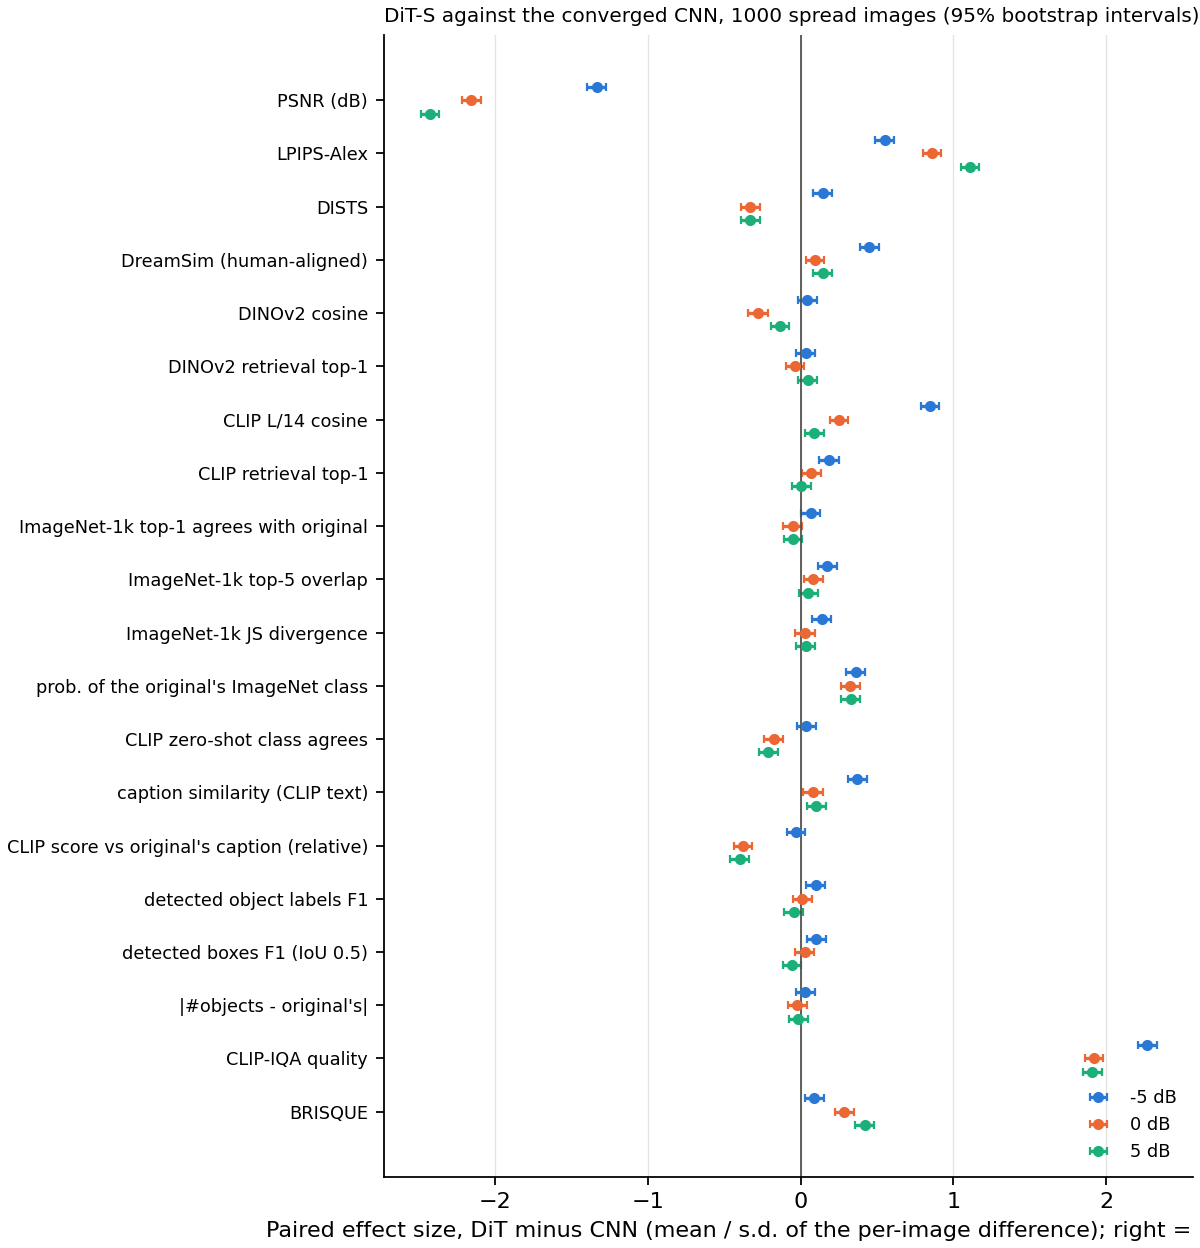 DiT-S against the converged CNN, 1000 spread images (95% bootstrap intervals)
PSNR (dB)
LPIPS-Alex
DISTS
DreamSim (human-aligned)
DINOv2 cosine
DINOv2 retrieval top-1
CLIP L/14 cosine
CLIP retrieval top-1
ImageNet-1k top-1 agrees with original
ImageNet-1k top-5 overlap
ImageNet-1k JS divergence
prob. of the original's ImageNet class
CLIP zero-shot class agrees
caption similarity (CLIP text)
CLIP score vs original's caption (relative)
detected object labels F1
detected boxes F1 (IoU 0.5)
|#objects - original's|
CLIP-IQA quality
BRISQUE
-5 dB
0 dB
5 dB
−2 −1 0 1 2
Paired effect size, DiT minus CNN (mean / s.d. of the per-image difference); right =